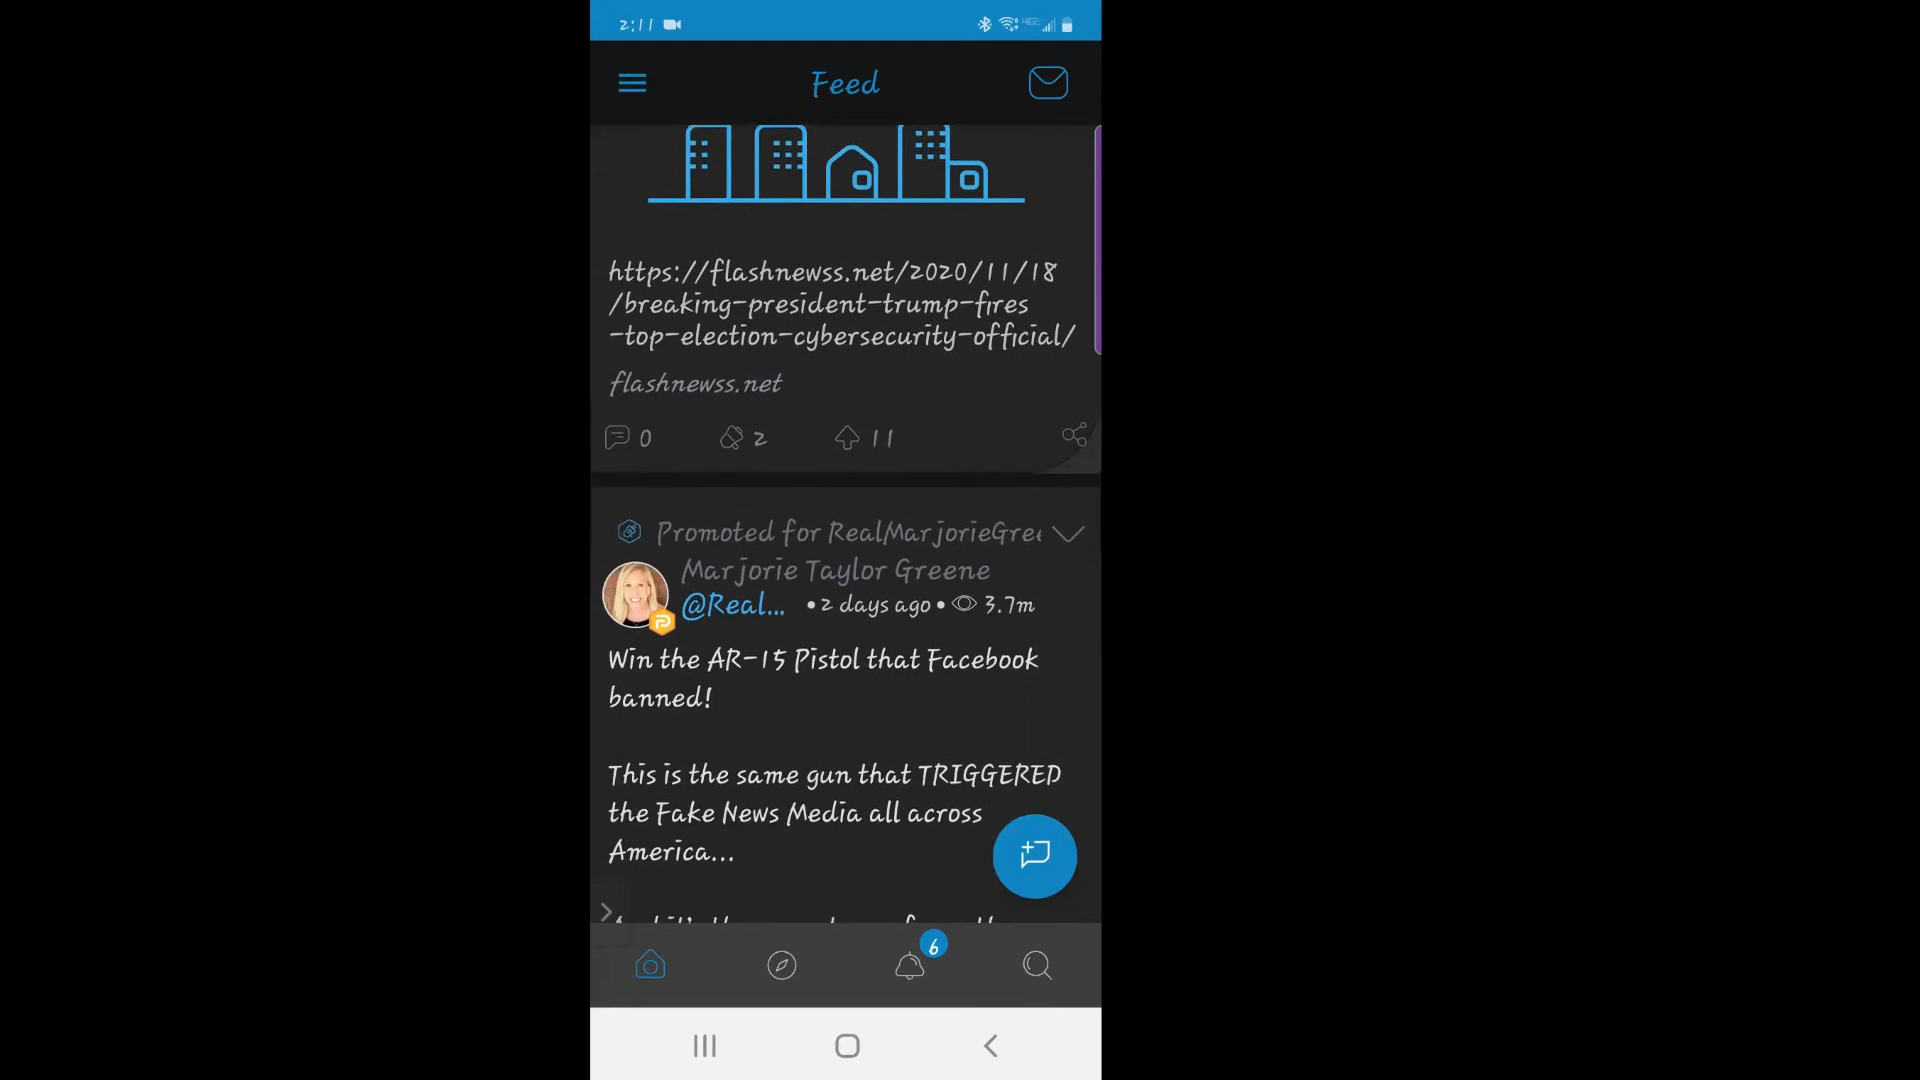 2:11
Feed
https://flashnewss.net/2020/11/18
/breaking-president-trump-fires
-top-election-cybersecurity-official/
flashnewss.net
0 2 11
Promoted for RealMarjorieGree
Marjorie Taylor Greene
@Real... • 2 days ago • 3.7m
Win the AR-15 Pistol that Facebook
banned!
This is the same gun that TRIGGERED
the Fake News Media all across
America...
6